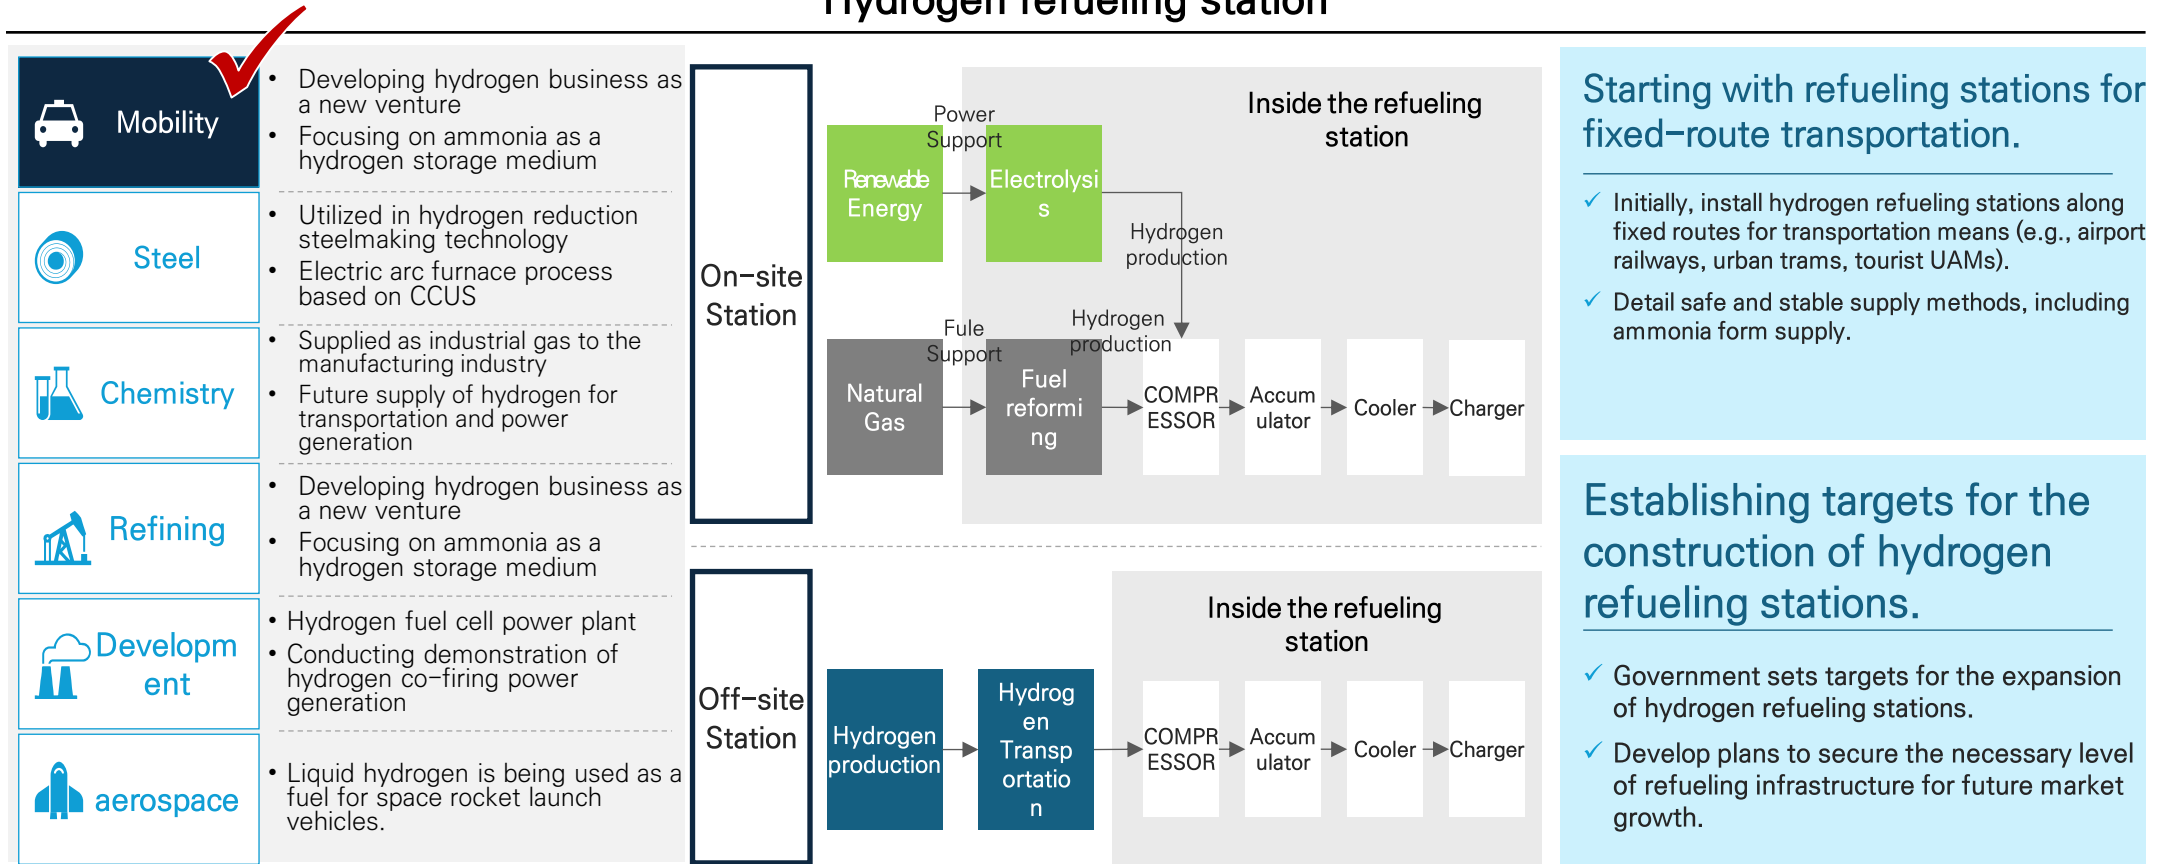 Hydrogen refueling station
Mobility
• Developing hydrogen business as
a new venture
• Focusing on ammonia as a
hydrogen storage medium
Steel
• Utilized in hydrogen reduction
steelmaking technology
• Electric arc furnace process
based on CCUS
Chemistry
• Supplied as industrial gas to the
manufacturing industry
• Future supply of hydrogen for
transportation and power
generation
Refining
• Developing hydrogen business as
a new venture
• Focusing on ammonia as a
hydrogen storage medium
Developm
ent
• Hydrogen fuel cell power plant
• Conducting demonstration of
hydrogen co-firing power
generation
aerospace
• Liquid hydrogen is being used as a
fuel for space rocket launch
vehicles.
On-site
Station
Inside the refueling
station
Power
Support
Renewable
Energy
Electrolysi
s
Hydrogen
production
Fule
Support
Hydrogen
production
Natural
Gas
Fuel
reformi
ng
COMPR
ESSOR
Accum
ulator
Cooler
Charger
Off-site
Station
Inside the refueling
station
Hydrogen
production
Hydrog
en
Transp
ortatio
n
COMPR
ESSOR
Accum
ulator
Cooler
Charger
Starting with refueling stations for
fixed-route transportation.
✓ Initially, install hydrogen refueling stations along
fixed routes for transportation means (e.g., airport
railways, urban trams, tourist UAMs).
✓ Detail safe and stable supply methods, including
ammonia form supply.
Establishing targets for the
construction of hydrogen
refueling stations.
✓ Government sets targets for the expansion
of hydrogen refueling stations.
✓ Develop plans to secure the necessary level
of refueling infrastructure for future market
growth.